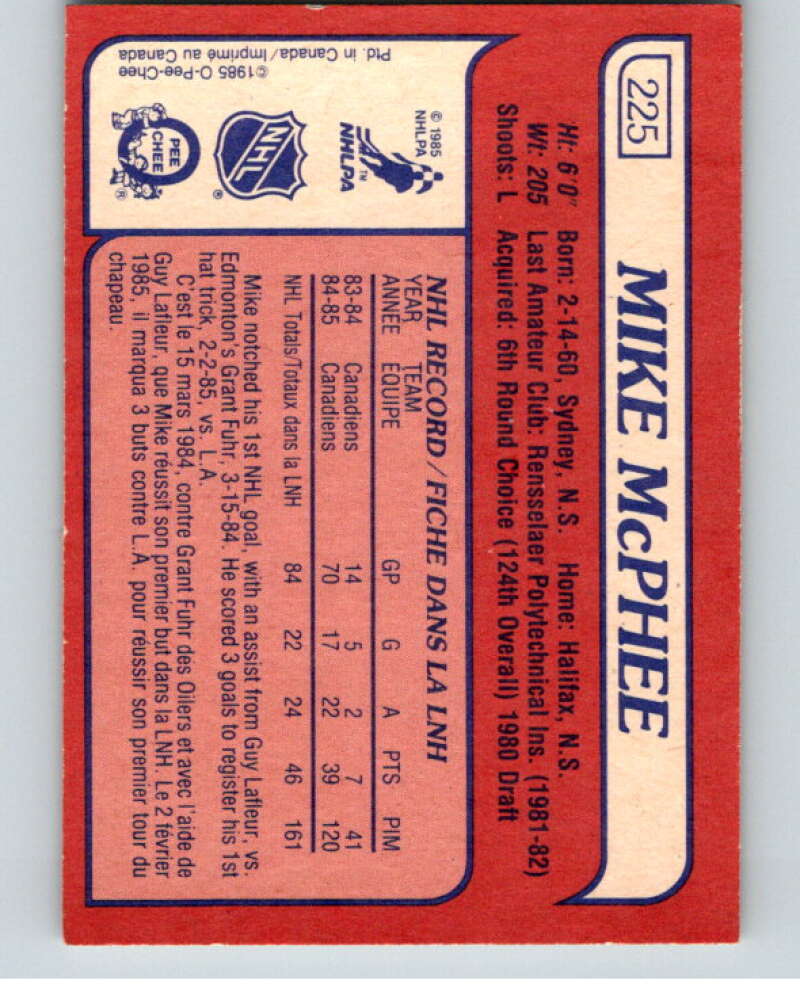 225
MIKE McPHEE
Ht: 6'0" Born: 2-14-60, Sydney, N.S. Home: Halifax, N.S.
Wt: 205 Last Amateur Club: Rensselaer Polytechnical Ins. (1981-82)
Shoots: L Acquired: 6th Round Choice (124th Overall) 1980 Draft
© 1985
NHLPA
NHLPA
TM
NHL
®
PEE
CHEE
®
©1985 O-Pee-Chee
Ptd. in Canada/Imprimé au Canada
NHL RECORD/FICHE DANS LA LNH
YEAR TEAM
ANNÉE EQUIPE GP G A PTS PIM
83-84 Canadiens 14 5 2 7 41
84-85 Canadiens 70 17 22 39 120
NHL Totals/Totaux dans la LNH 84 22 24 46 161
Mike notched his 1st NHL goal, with an assist from Guy Lafleur, vs.
Edmonton's Grant Fuhr, 3-15-84. He scored 3 goals to register his 1st
hat trick, 2-2-85, vs. L.A.
C'est le 15 mars 1984, contre Grant Fuhr des Oilers et avec l'aide de
Guy Lafleur, que Mike réussit son premier but dans la LNH. Le 2 février
1985, il marqua 3 buts contre L.A. pour réussir son premier tour du
chapeau.